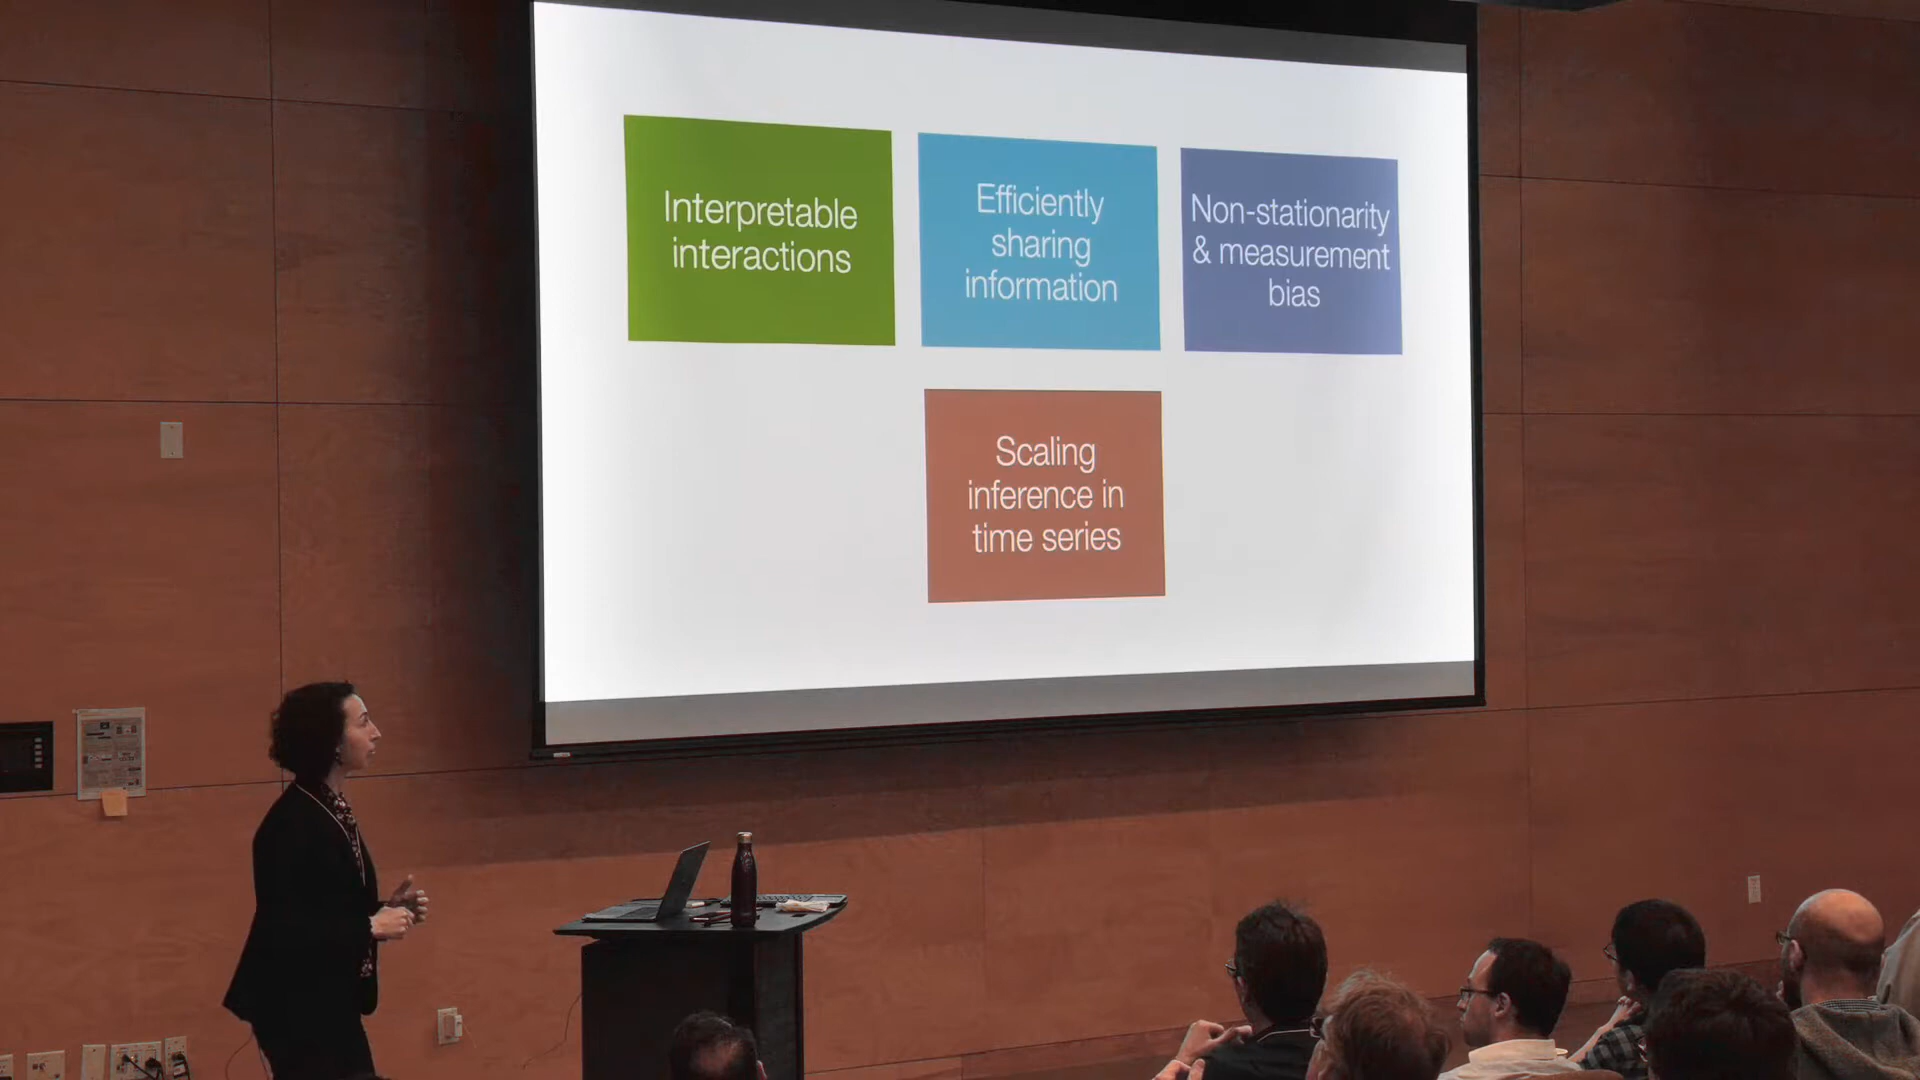 Interpretable
interactions
Efficiently
sharing
information
Non-stationarity
& measurement
bias
Scaling
inference in
time series